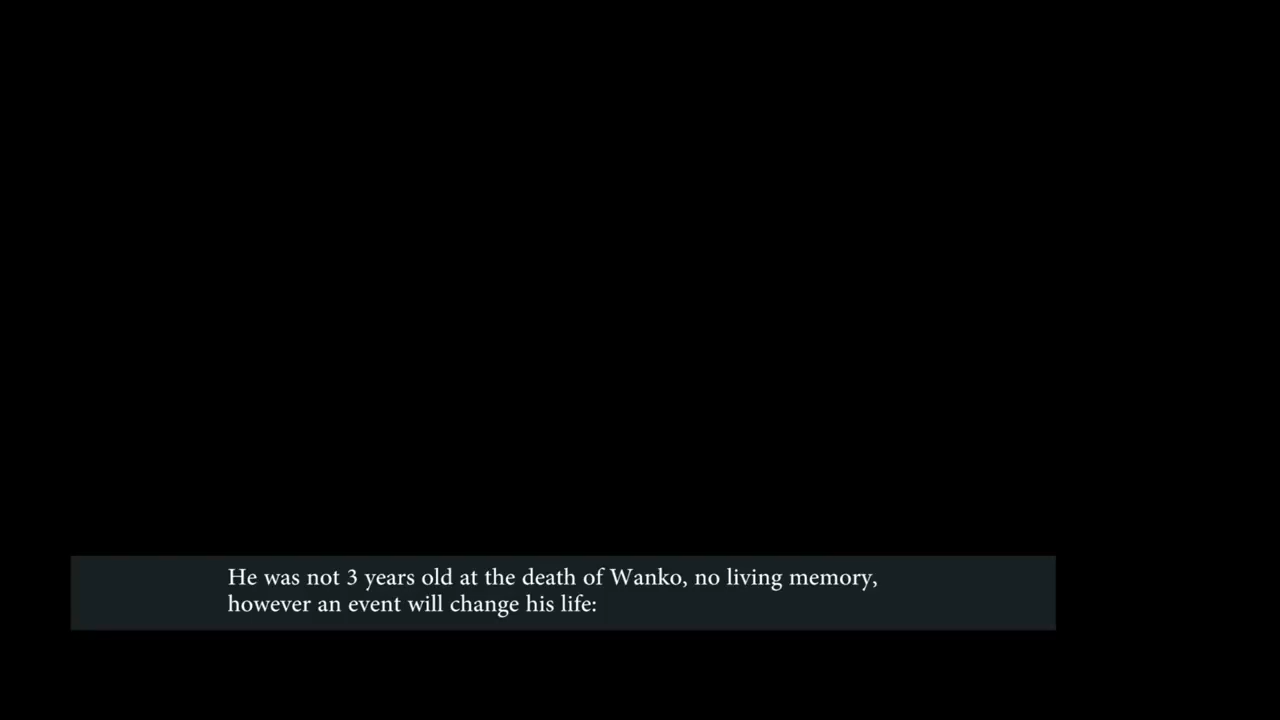 He was not 3 years old at the death of Wanko, no living memory,
however an event will change his life: